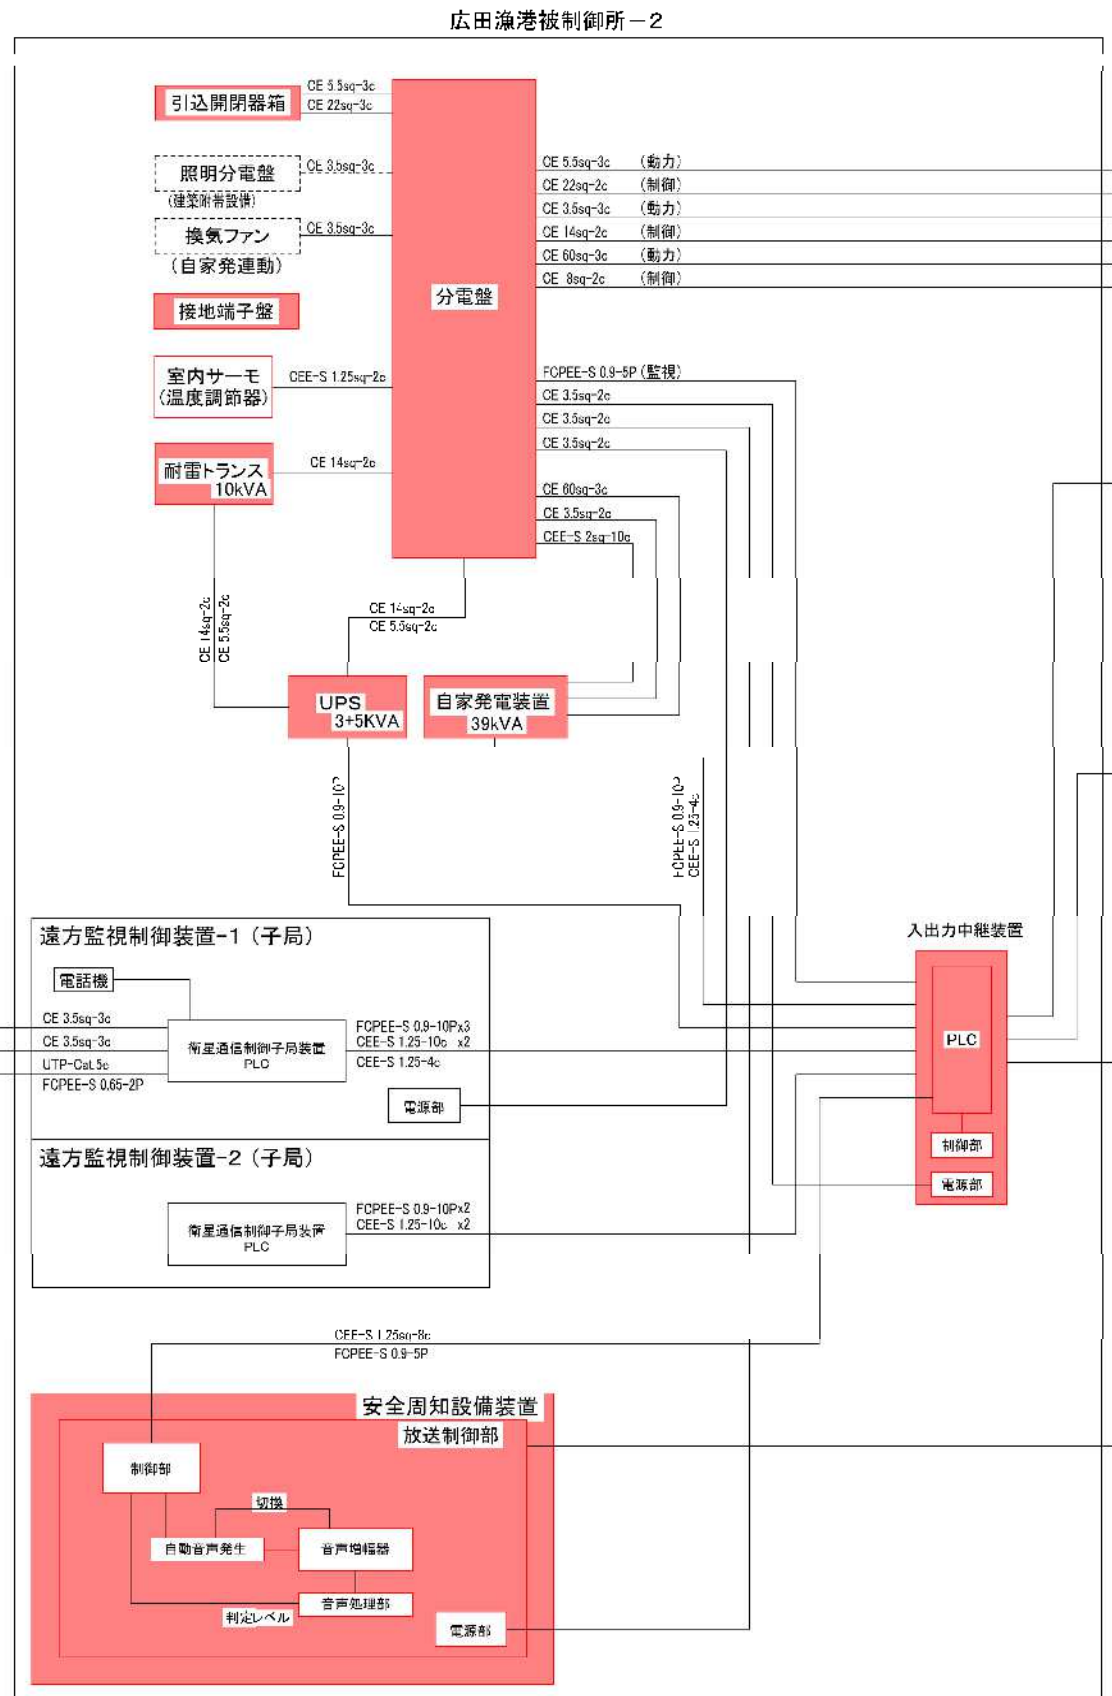 広田漁港被制御所－2
引込開閉器箱
CE 5.5sq-3c
CE 22sq-3c
照明分電盤
(建築附帯設備)
CE 3.5sq-3c
換気ファン
(自家発連動)
CE 3.5sq-3c
接地端子盤
室内サーモ
(温度調節器)
CEE-S 1.25sq-2c
耐雷トランス
10kVA
CE 14sq-2c
分電盤
CE 5.5sq-3c (動力)
CE 22sq-2c (制御)
CE 3.5sq-3c (動力)
CE 14sq-2c (制御)
CE 60sq-3c (動力)
CE 8sq-2c (制御)
FCPEE-S 0.9-5P (監視)
CE 3.5sq-2c
CE 3.5sq-2c
CE 3.5sq-2c
CE 60sq-3c
CE 3.5sq-2c
CEE-S 2sq-10c
CE 14sq-2c
CE 5.5sq-2c
CE 14sq-2c
CE 5.5sq-2c
UPS
3+5KVA
自家発電装置
39kVA
FCPEE-S 0.9-10P
FCPEE-S 0.9-10P
CEE-S 1.25-4c
遠方監視制御装置-1 (子局)
電話機
CE 3.5sq-3c
CE 3.5sq-3c
UTP-Cat.5e
FCPEE-S 0.65-2P
衛星通信制御子局装置
PLC
FCPEE-S 0.9-10Px3
CEE-S 1.25-10c x2
CEE-S 1.25-4c
電源部
入出力中継装置
PLC
制御部
電源部
遠方監視制御装置-2 (子局)
衛星通信制御子局装置
PLC
FCPEE-S 0.9-10Px2
CEE-S 1.25-10c x2
CEE-S 1.25sq-8c
FCPEE-S 0.9-5P
安全周知設備装置
放送制御部
制御部
切換
自動音声発生
音声増幅器
音声処理部
判定レベル
電源部